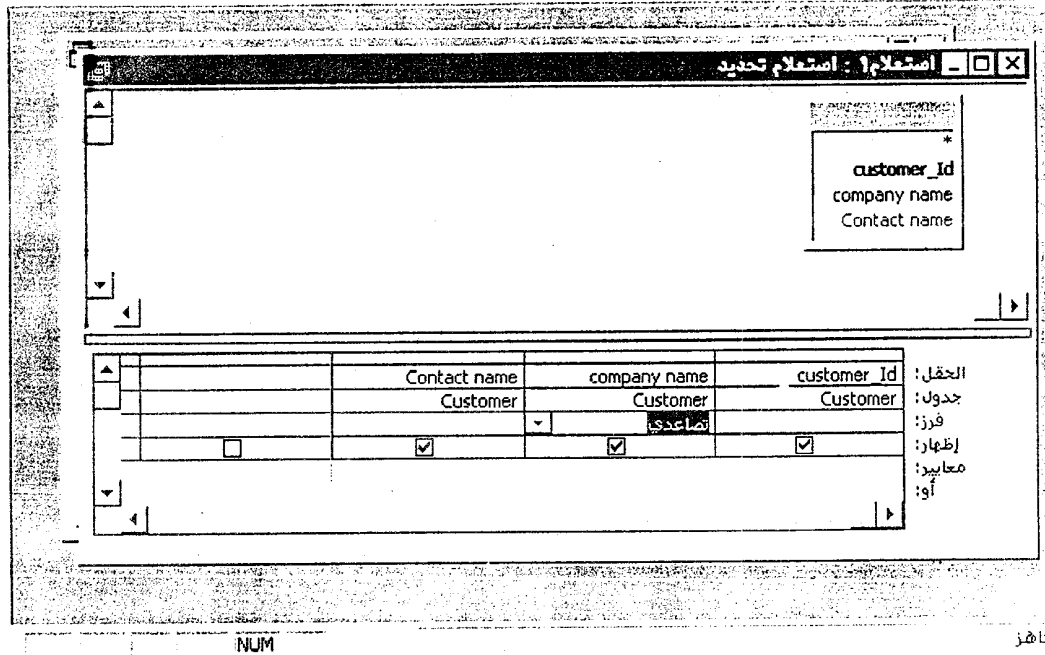 استعلام1 : استعلام تحديد
*
customer_Id
company name
Contact name
الحقل: customer_Id company name Contact name
جدول: Customer Customer Customer
فرز: تصاعدي
إظهار:
معايير:
أو:
NUM